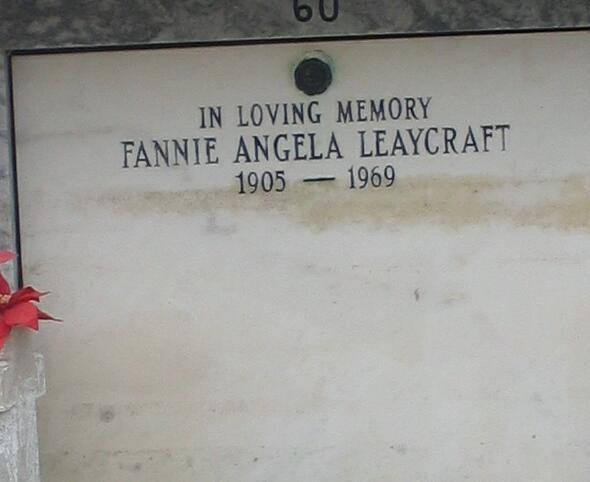 60
IN LOVING MEMORY
FANNIE ANGELA LEAYCRAFT
1905 — 1969